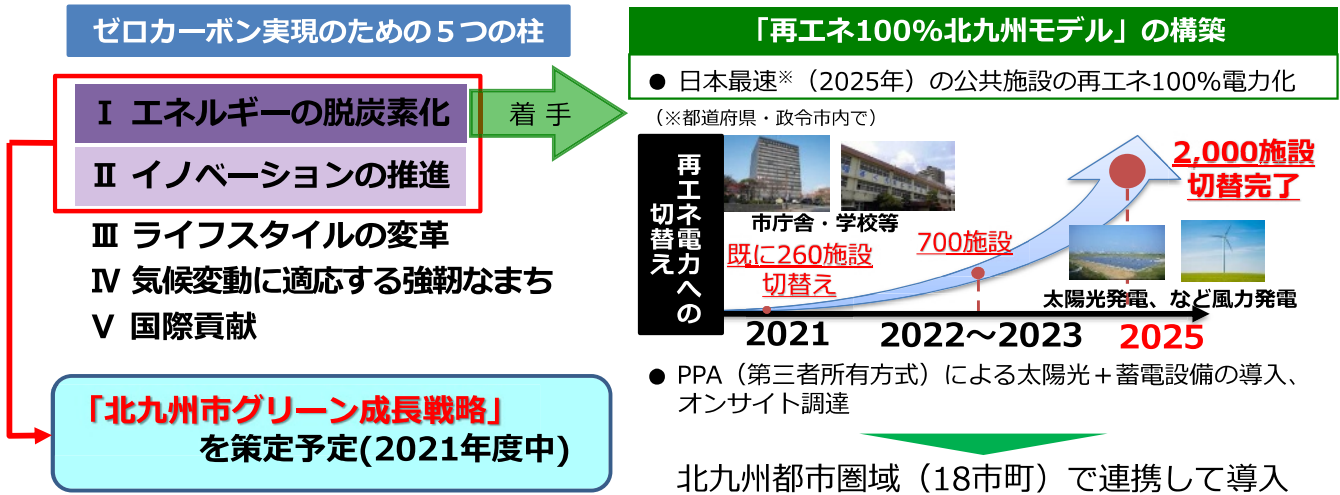 ゼロカーボン実現のための５つの柱
Ⅰ エネルギーの脱炭素化
Ⅱ イノベーションの推進
Ⅲ ライフスタイルの変革
Ⅳ 気候変動に適応する強靭なまち
Ⅴ 国際貢献
着 手
「北九州市グリーン成長戦略」
を策定予定(2021年度中)
「再エネ100%北九州モデル」の構築
● 日本最速※（2025年）の公共施設の再エネ100%電力化
（※都道府県・政令市内で）
再エネ電力への
切替え
市庁舎・学校等
既に260施設
切替え
700施設
2,000施設
切替完了
太陽光発電、など風力発電
2021
2022～2023
2025
● PPA（第三者所有方式）による太陽光＋蓄電設備の導入、
オンサイト調達
北九州都市圏域（18市町）で連携して導入